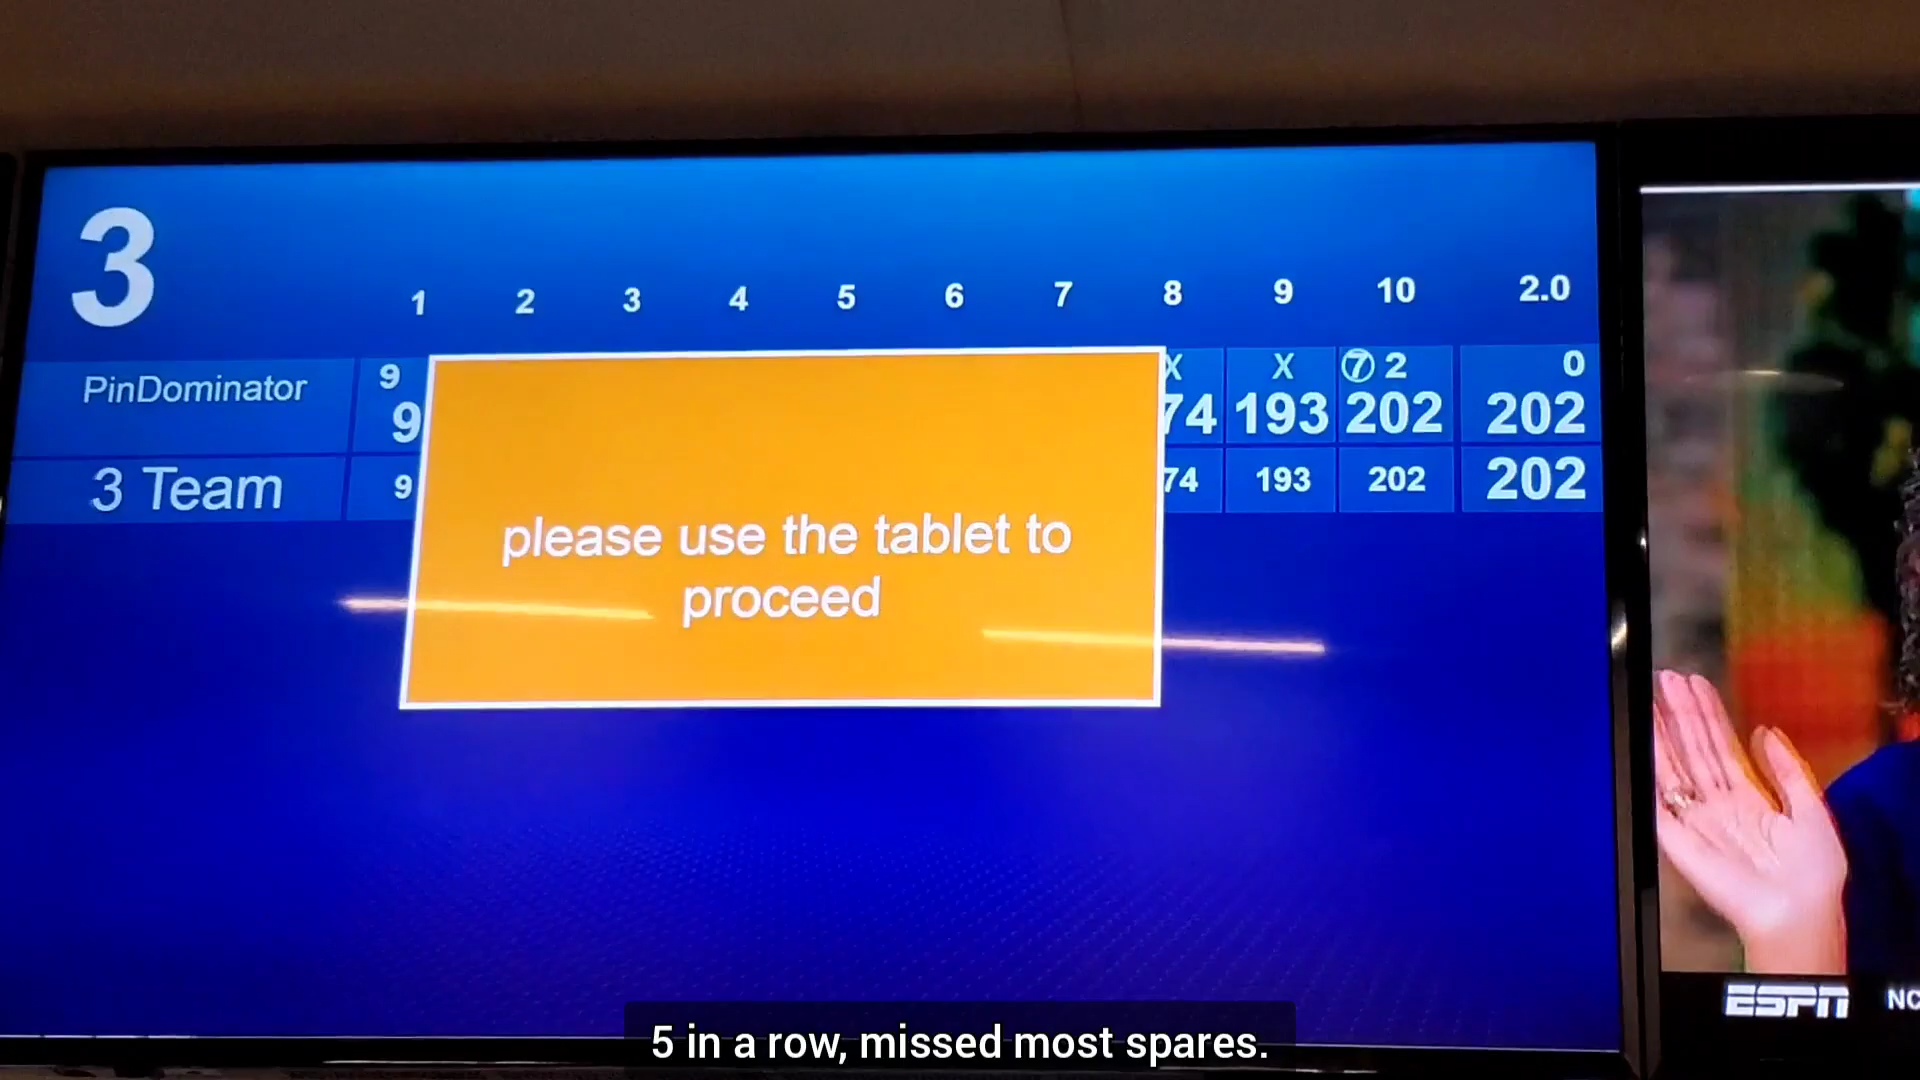 3
1 2 3 4 5 6 7 8 9 10 2.0
PinDominator 9 X X ⑦ 2 0
9 74 193 202 202
3 Team 9 74 193 202 202
please use the tablet to
proceed
ESPN NC
5 in a row, missed most spares.